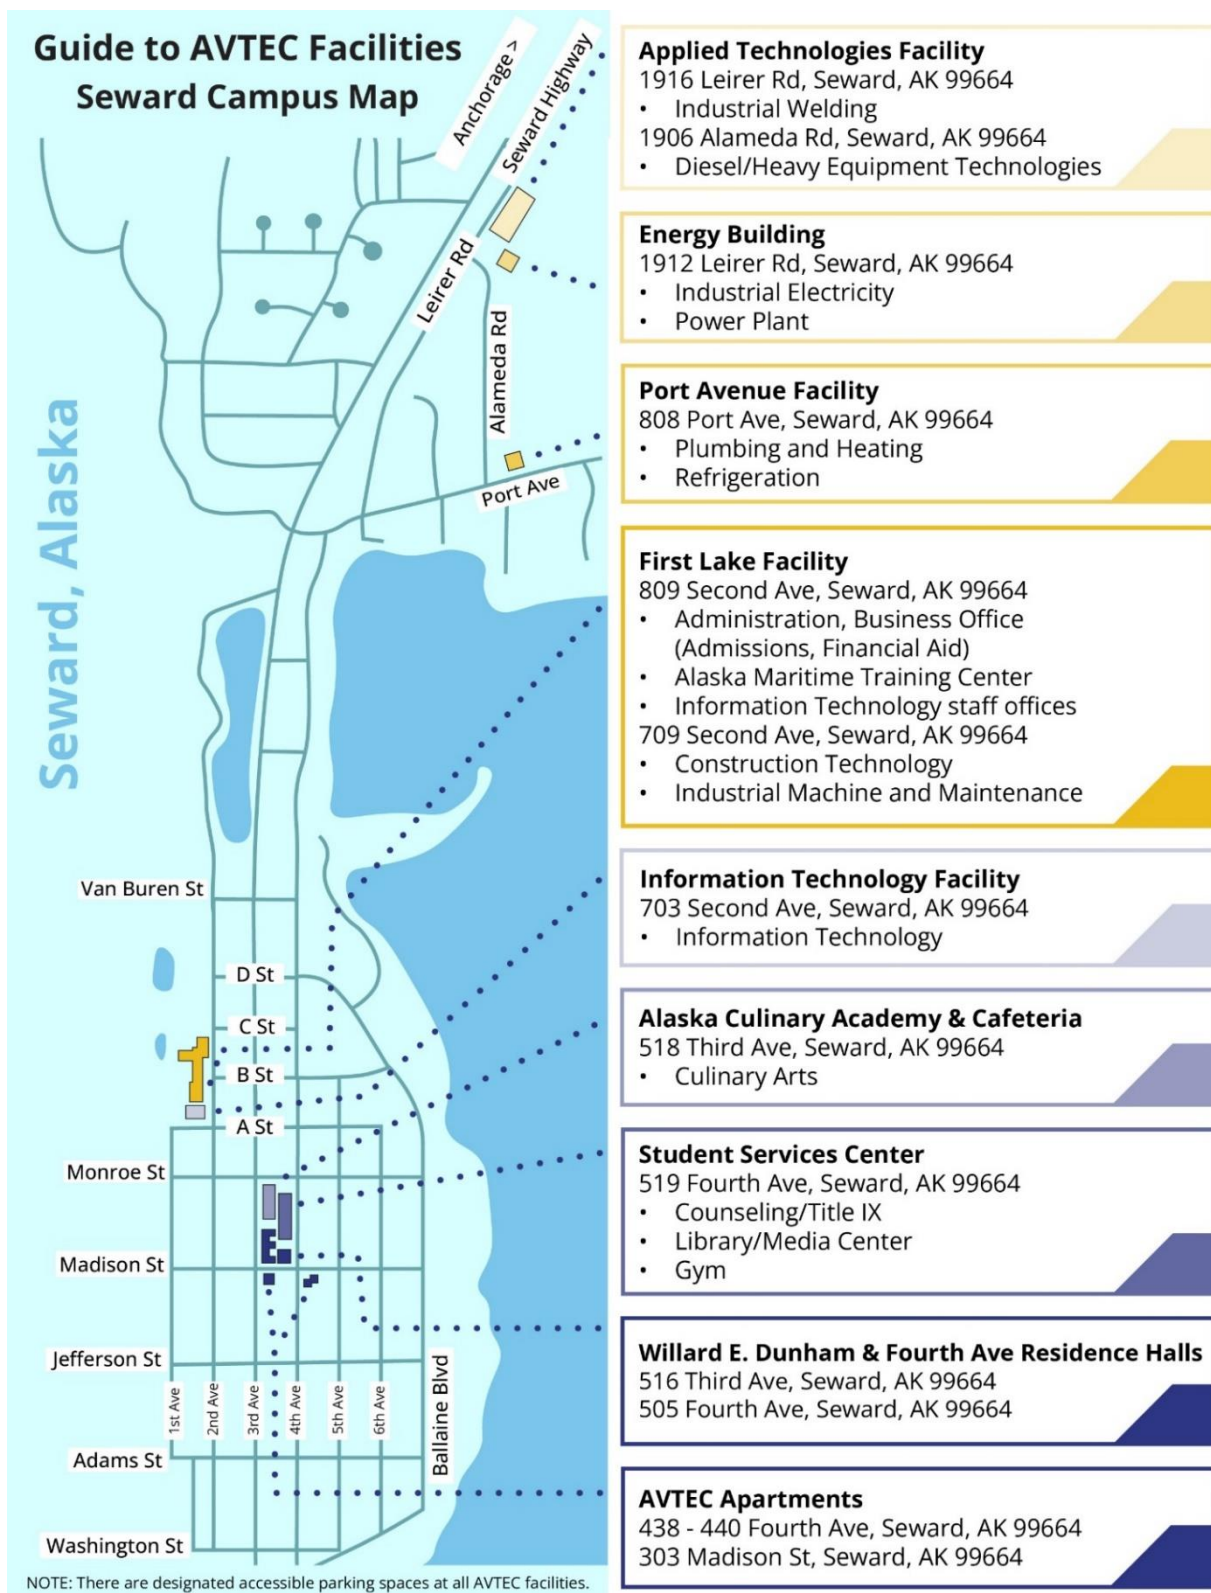 Guide to AVTEC Facilities
Seward Campus Map
Anchorage >
Seward Highway
Leirer Rd
Alameda Rd
Port Ave
Seward, Alaska
Van Buren St
D St
C St
B St
A St
Monroe St
Madison St
Jefferson St
1st Ave
2nd Ave
3rd Ave
4th Ave
5th Ave
6th Ave
Ballaine Blvd
Adams St
Washington St
NOTE: There are designated accessible parking spaces at all AVTEC facilities.
Applied Technologies Facility
1916 Leirer Rd, Seward, AK 99664
• Industrial Welding
1906 Alameda Rd, Seward, AK 99664
• Diesel/Heavy Equipment Technologies
Energy Building
1912 Leirer Rd, Seward, AK 99664
• Industrial Electricity
• Power Plant
Port Avenue Facility
808 Port Ave, Seward, AK 99664
• Plumbing and Heating
• Refrigeration
First Lake Facility
809 Second Ave, Seward, AK 99664
• Administration, Business Office
(Admissions, Financial Aid)
• Alaska Maritime Training Center
• Information Technology staff offices
709 Second Ave, Seward, AK 99664
• Construction Technology
• Industrial Machine and Maintenance
Information Technology Facility
703 Second Ave, Seward, AK 99664
• Information Technology
Alaska Culinary Academy & Cafeteria
518 Third Ave, Seward, AK 99664
• Culinary Arts
Student Services Center
519 Fourth Ave, Seward, AK 99664
• Counseling/Title IX
• Library/Media Center
• Gym
Willard E. Dunham & Fourth Ave Residence Halls
516 Third Ave, Seward, AK 99664
505 Fourth Ave, Seward, AK 99664
AVTEC Apartments
438 - 440 Fourth Ave, Seward, AK 99664
303 Madison St, Seward, AK 99664